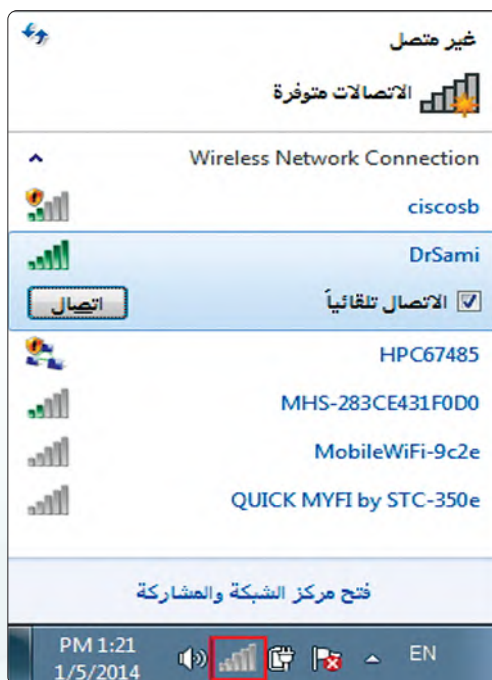 غير متصل
الاتصالات متوفرة
Wireless Network Connection
ciscosb
DrSami
الاتصال تلقائياً
اتصال
HPC67485
MHS-283CE431F0D0
MobileWiFi-9c2e
QUICK MYFI by STC-350e
فتح مركز الشبكة والمشاركة
EN
PM 1:21
1/5/2014